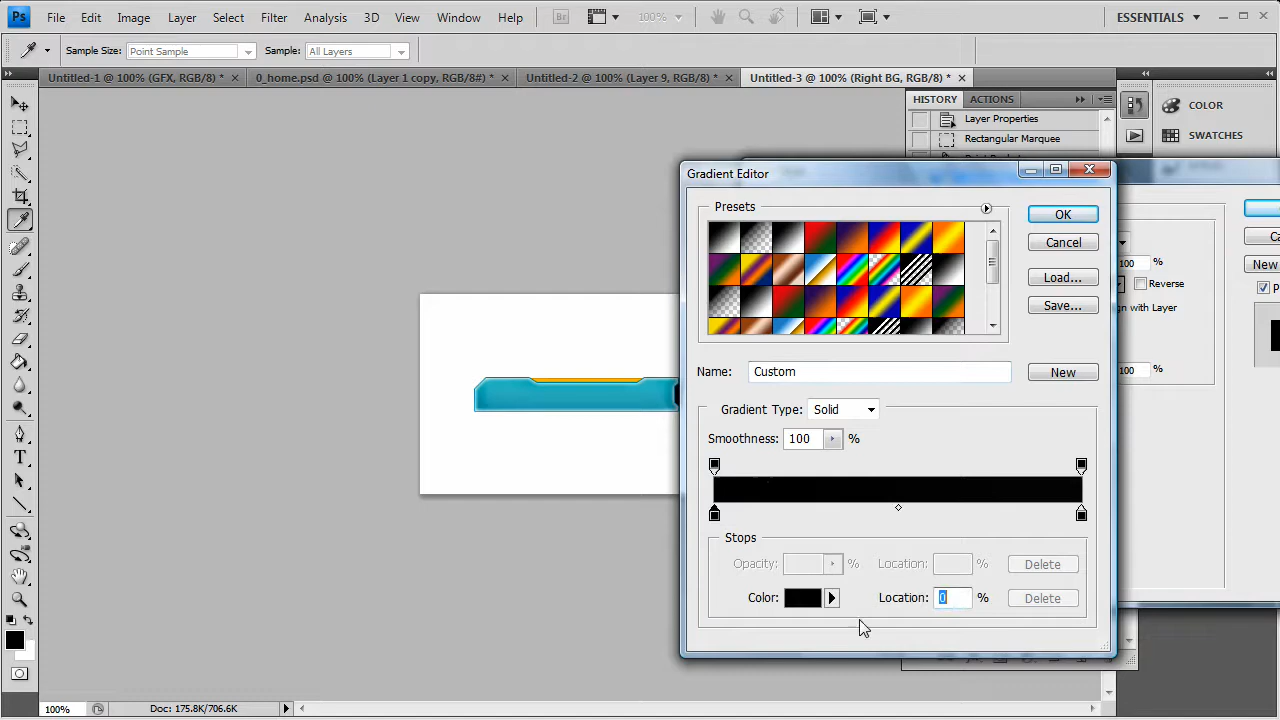 Ps File Edit Image Layer Select Filter Analysis 3D View Window Help Br 100% ESSENTIALS
Sample Size: Point Sample Sample: All Layers
Untitled-1 @ 100% (GFX, RGB/8) * × 0_home.psd @ 100% (Layer 1 copy, RGB/8#) * × Untitled-2 @ 100% (Layer 9, RGB/8) * × Untitled-3 @ 100% (Right BG, RGB/8) * ×
HISTORY ACTIONS
COLOR
Layer Properties
SWATCHES
Rectangular Marquee
Gradient Editor
Presets
OK
Cancel
New
100 %
Load...
Reverse
Save...
Name: Custom New
100 %
Gradient Type: Solid
Smoothness: 100 %
Stops
Opacity: % Location: % Delete
Color: Location: 0 % Delete
100% Doc: 175.8K/706.6K